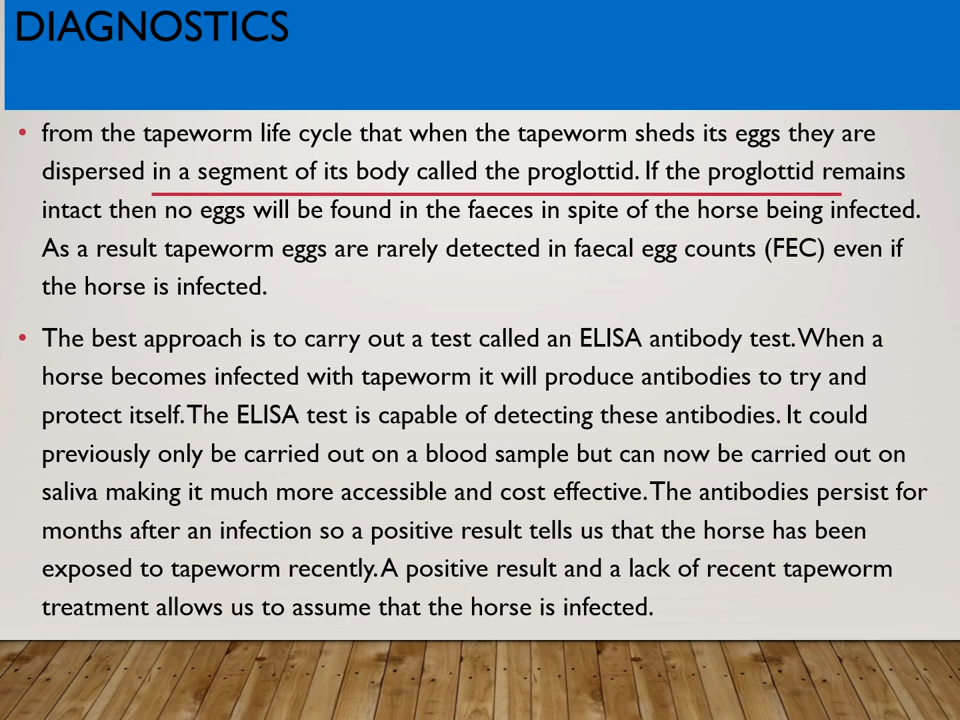 DIAGNOSTICS
• from the tapeworm life cycle that when the tapeworm sheds its eggs they are
dispersed in a segment of its body called the proglottid. If the proglottid remains
intact then no eggs will be found in the faeces in spite of the horse being infected.
As a result tapeworm eggs are rarely detected in faecal egg counts (FEC) even if
the horse is infected.
• The best approach is to carry out a test called an ELISA antibody test. When a
horse becomes infected with tapeworm it will produce antibodies to try and
protect itself. The ELISA test is capable of detecting these antibodies. It could
previously only be carried out on a blood sample but can now be carried out on
saliva making it much more accessible and cost effective. The antibodies persist for
months after an infection so a positive result tells us that the horse has been
exposed to tapeworm recently. A positive result and a lack of recent tapeworm
treatment allows us to assume that the horse is infected.